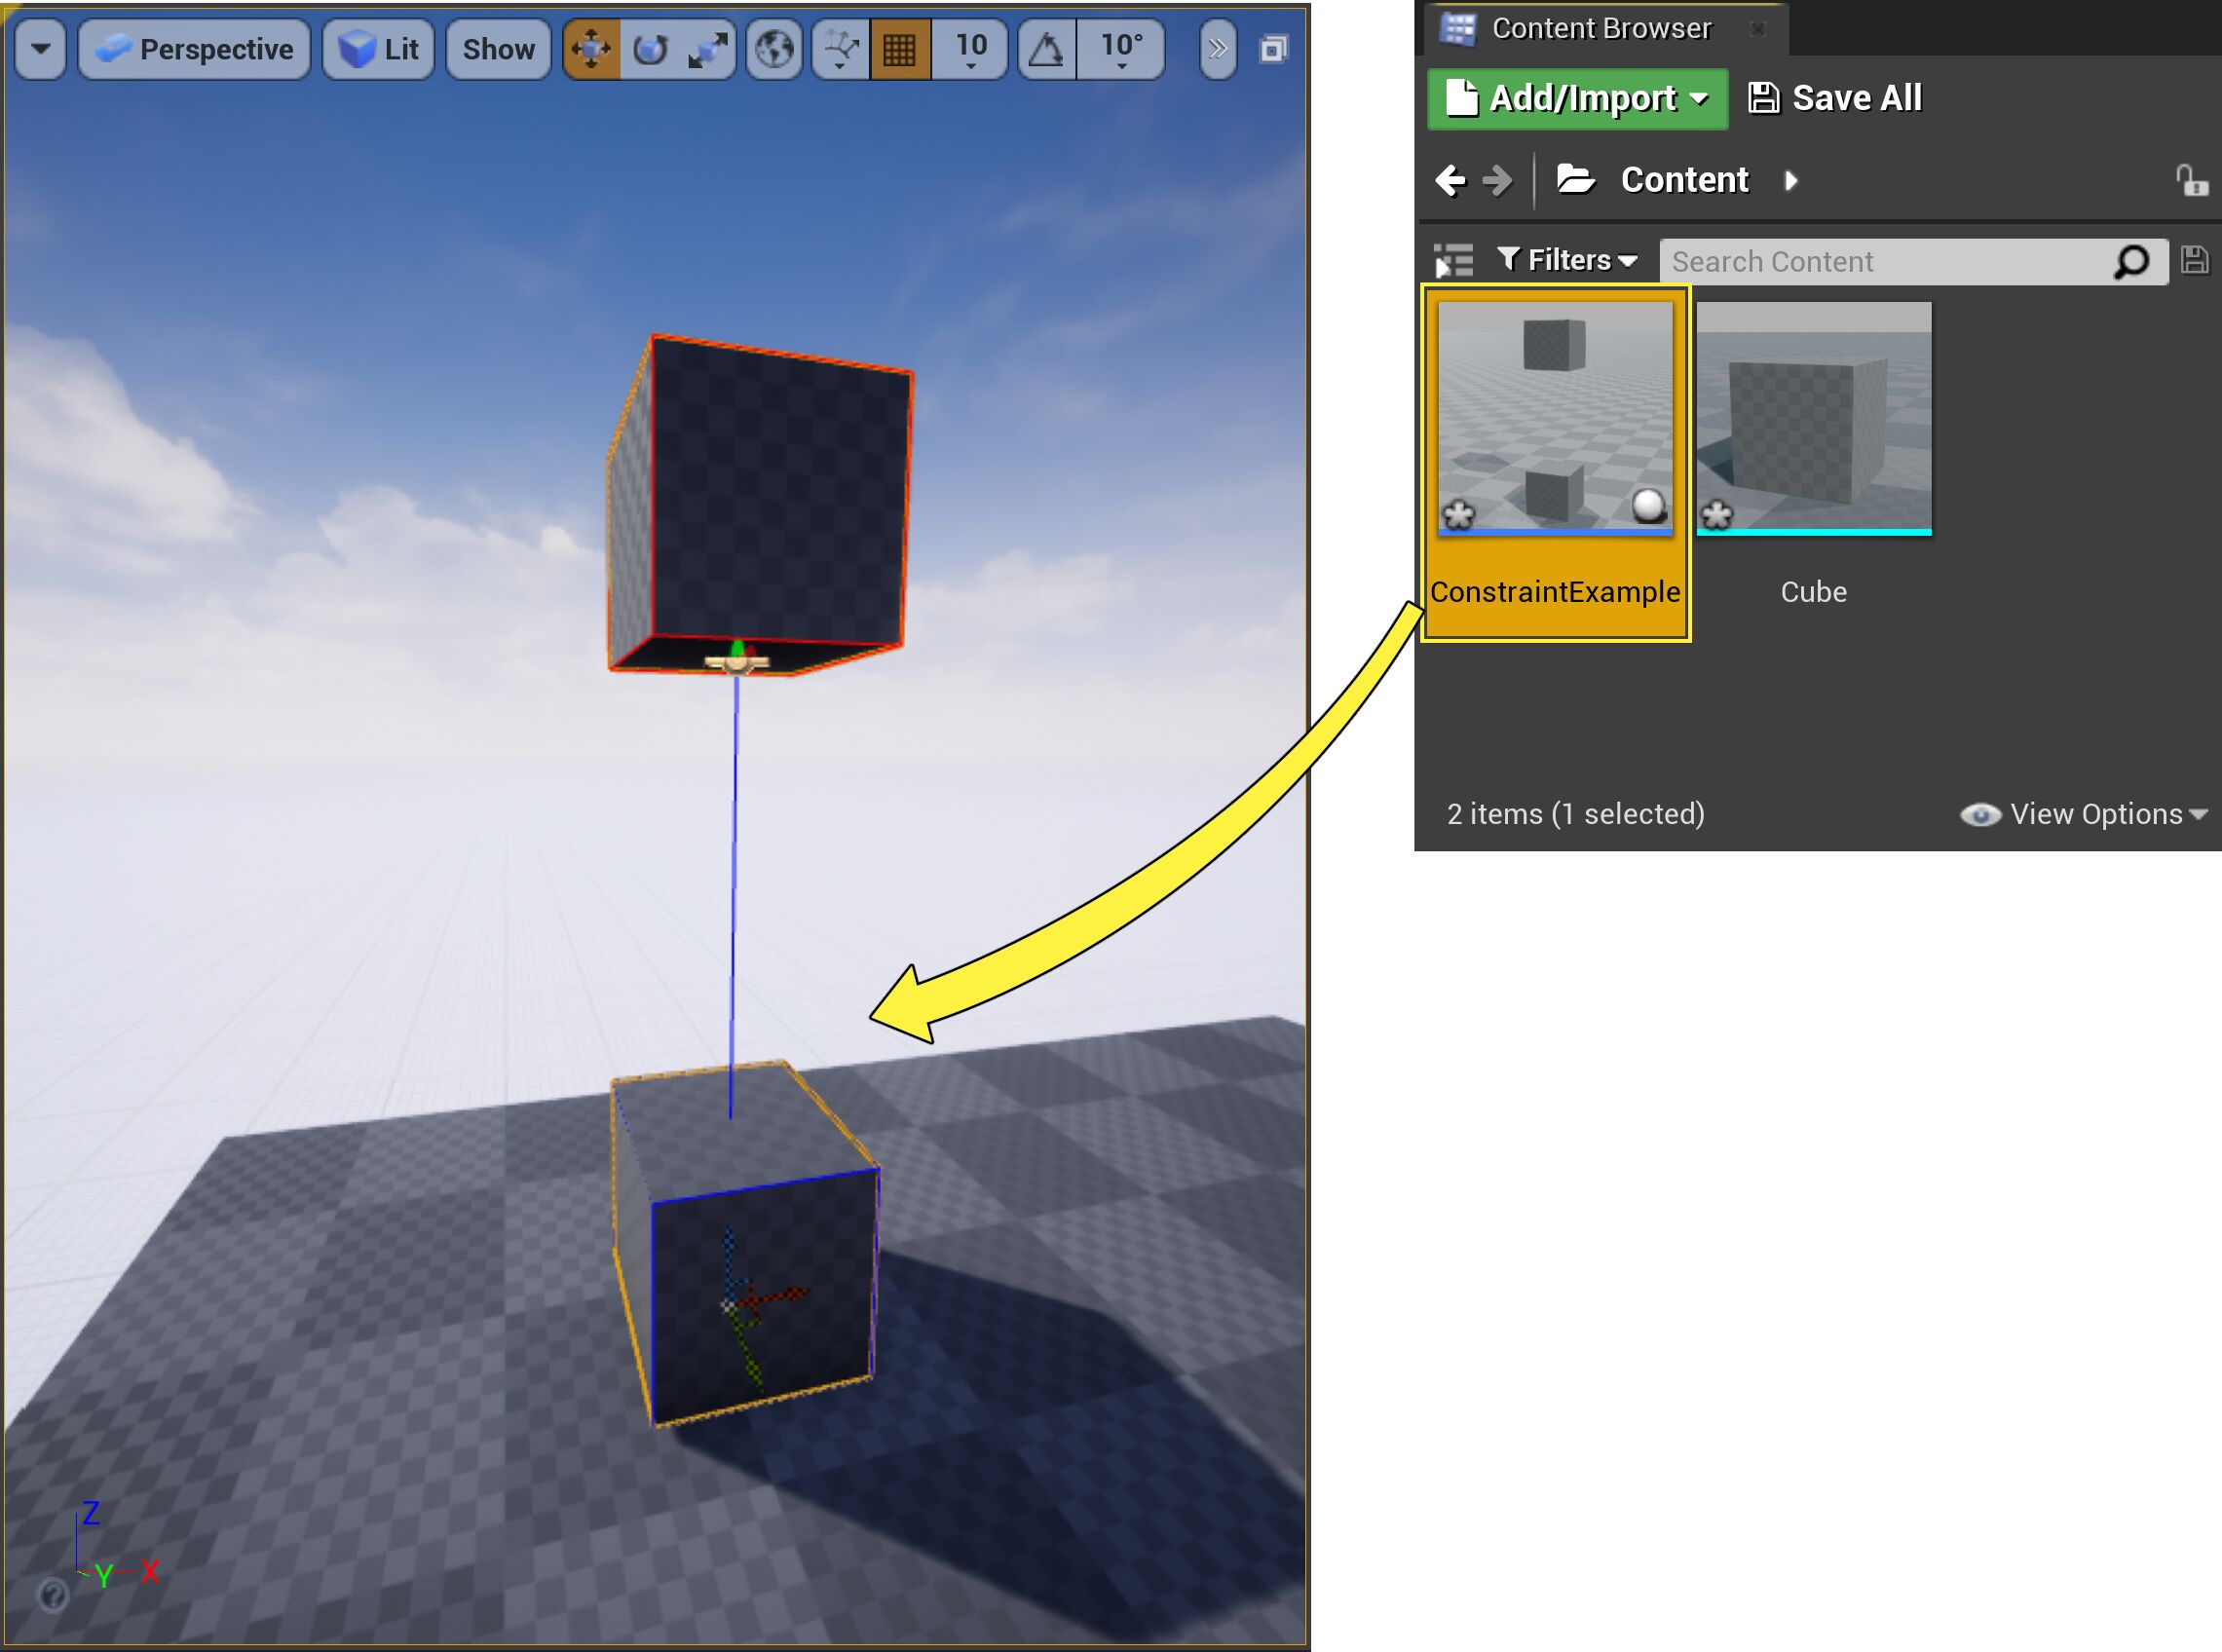 Perspective
Lit
Show
10
10°
Z
Y
X
Content Browser
Add/Import
Save All
Content
Filters
Search Content
ConstraintExample
Cube
2 items (1 selected)
View Options